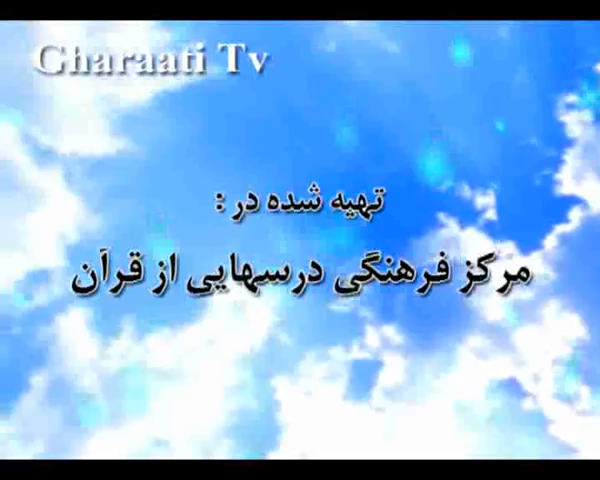 Gharaati Tv
تهیه شده در :
مرکز فرهنگی درسهایی از قرآن